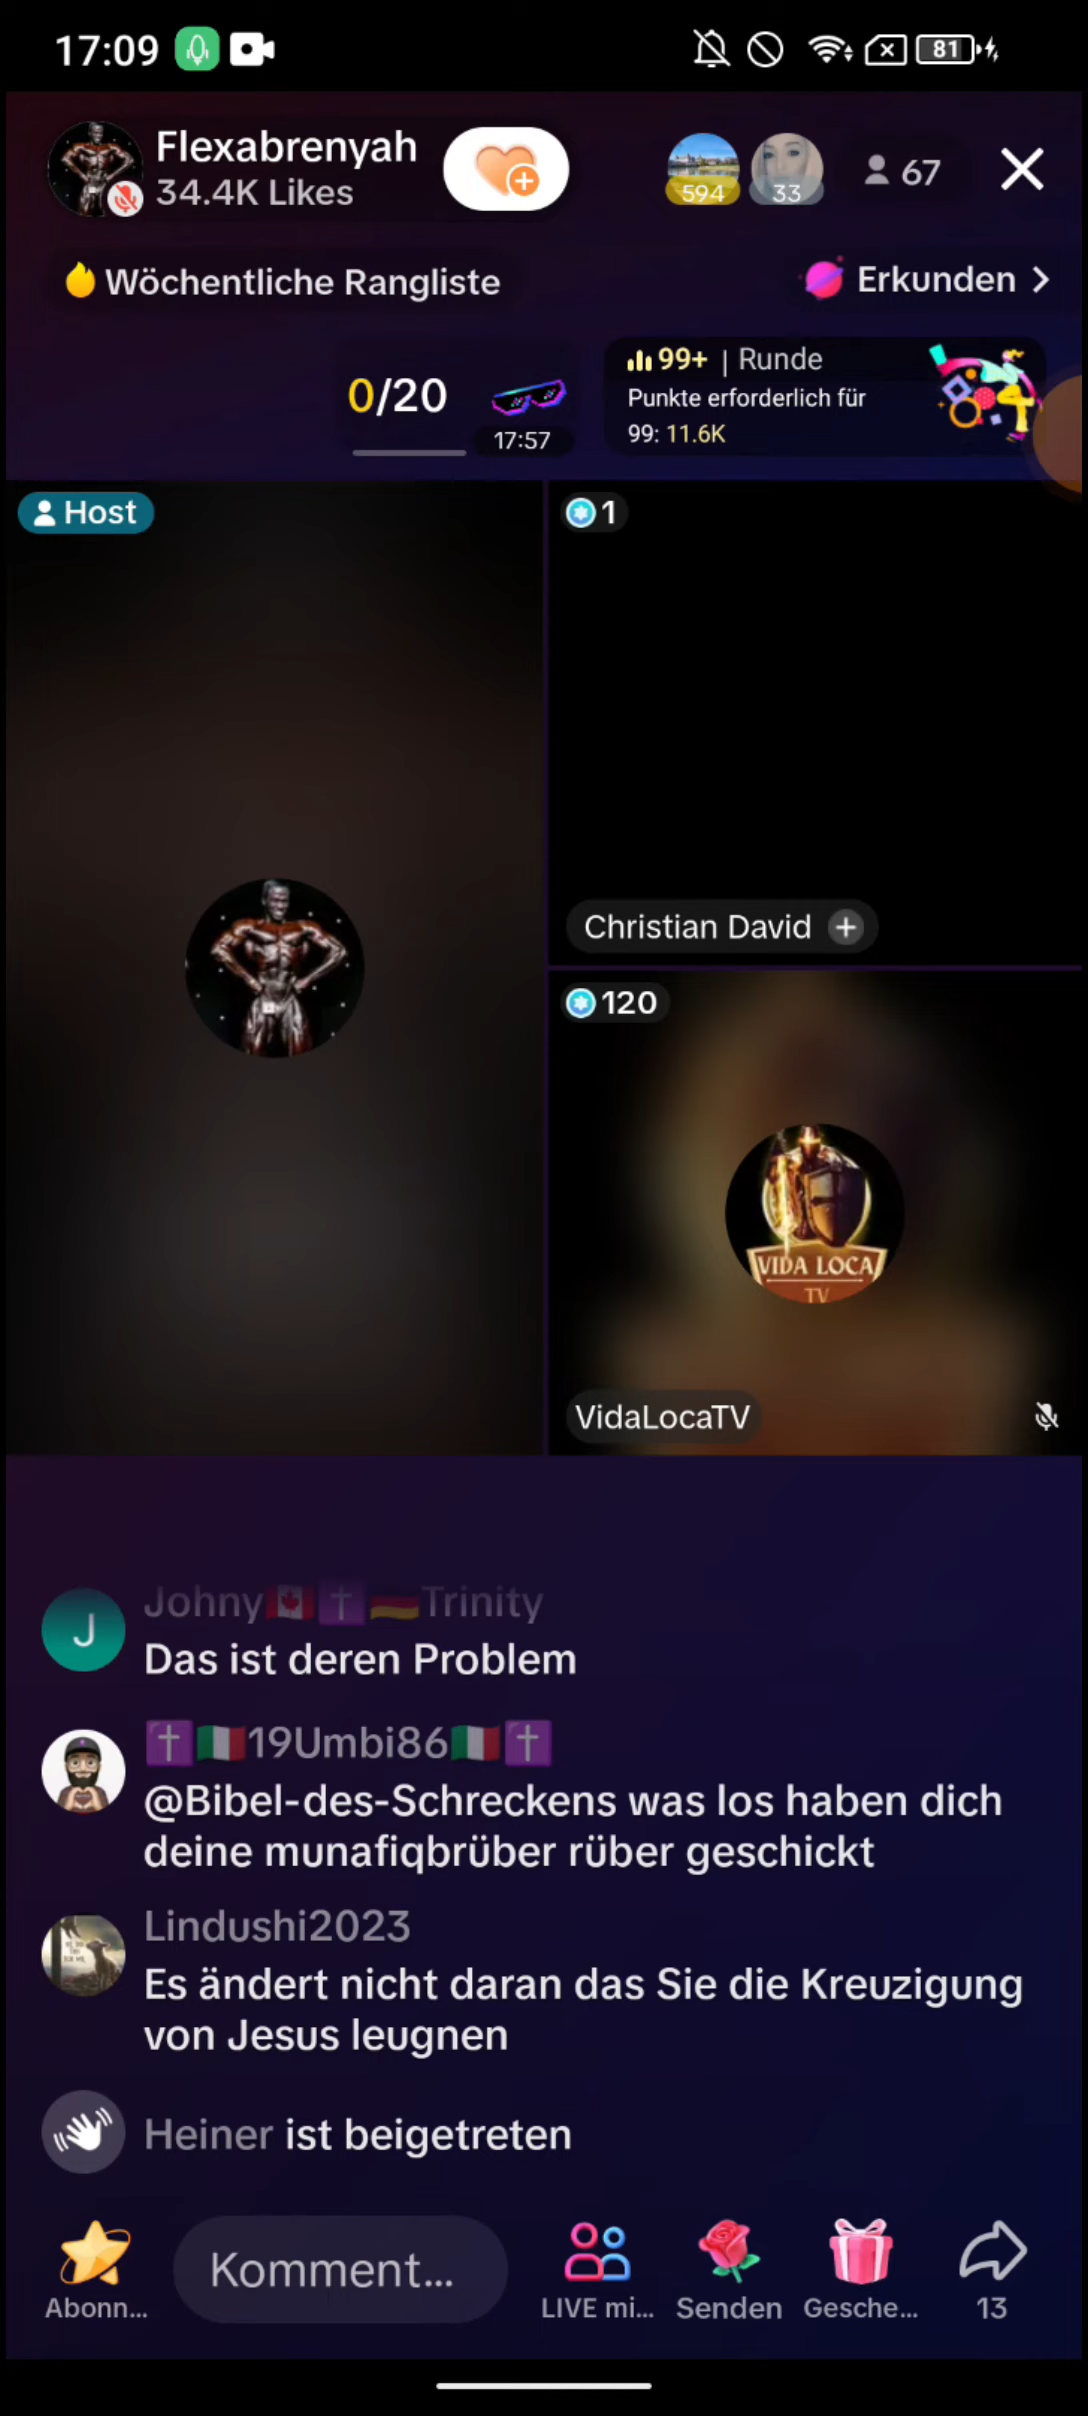 17:09
81
Flexabrenyah
34.4K Likes
594
33
67
Wöchentliche Rangliste
Erkunden
0/20
17:57
99+ | Runde
Punkte erforderlich für
99: 11.6K
Host
1
Christian David
120
VIDA LOCA
TV
VidaLocaTV
Johny🇨🇦✝️🇩🇪Trinity
J
Das ist deren Problem
✝️🇮🇹19Umbi86🇮🇹✝️
@Bibel-des-Schreckens was los haben dich
deine munafiqbrüber rüber geschickt
Lindushi2023
Es ändert nicht daran das Sie die Kreuzigung
von Jesus leugnen
Heiner ist beigetreten
Komment...
Abonn...
LIVE mi...
Senden
Gesche...
13